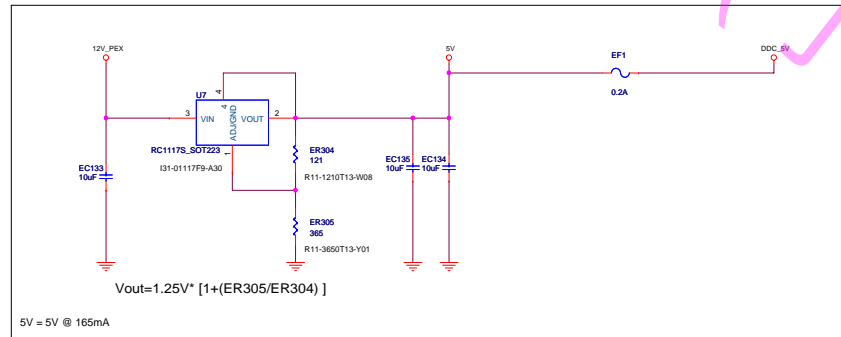 12V_PEX
5V
EF1
DDC_5V
0.2A
U7
4
4
3
VIN
VOUT
2
ADJ/GND
1
RC1117S_SOT223
I31-01117F9-A30
EC133
10uF
ER304
121
R11-1210T13-W08
EC135
10uF
EC134
10uF
ER305
365
R11-3650T13-Y01
Vout=1.25V* [1+(ER305/ER304) ]
5V = 5V @ 165mA